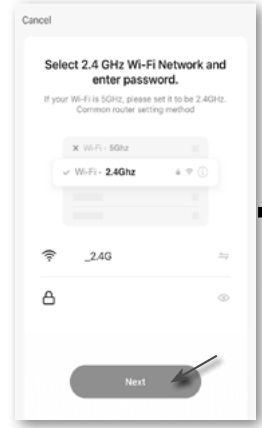 Cancel
Select 2.4 GHz Wi-Fi Network and
enter password.
If your Wi-Fi is 5GHz, please set it to be 2.4GHz.
Common router setting method
Wi-Fi - 5Ghz
Wi-Fi - 2.4Ghz
_2.4G
Next